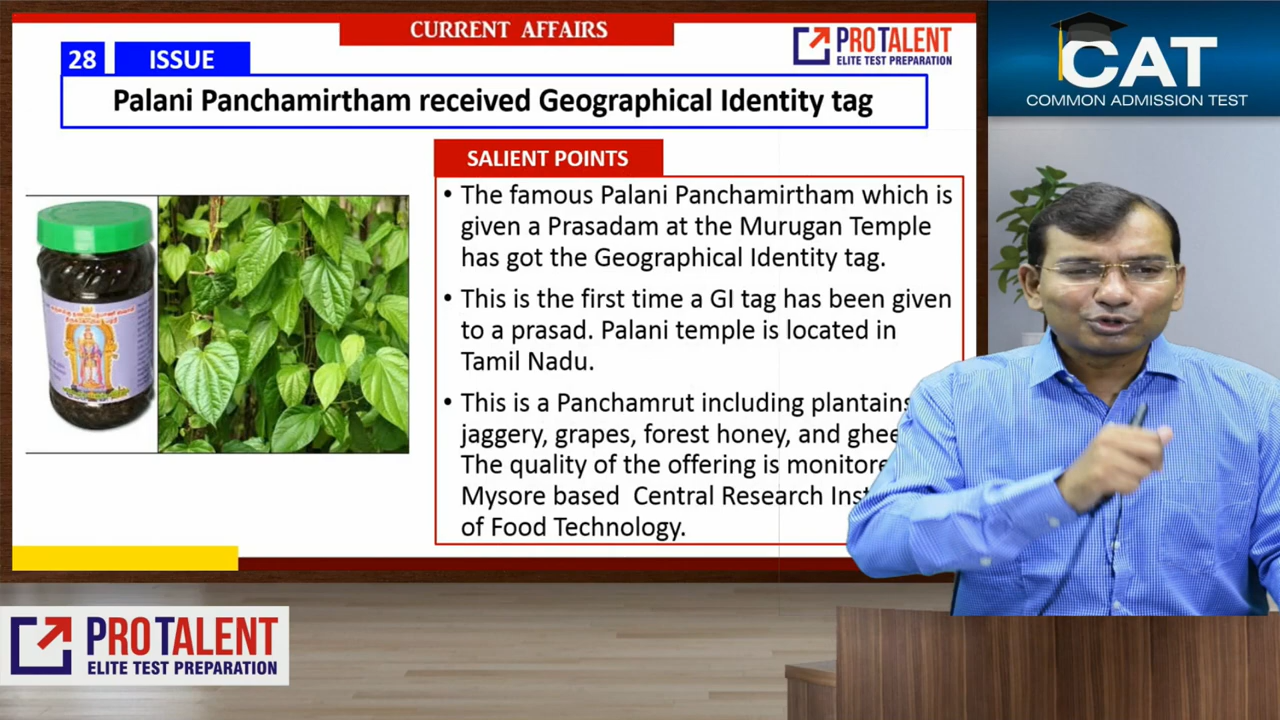 CURRENT AFFAIRS
PROTALENT
ELITE TEST PREPARATION
28 ISSUE
Palani Panchamirtham received Geographical Identity tag
SALIENT POINTS
• The famous Palani Panchamirtham which is
given a Prasadam at the Murugan Temple
has got the Geographical Identity tag.
• This is the first time a GI tag has been given
to a prasad. Palani temple is located in
Tamil Nadu.
• This is a Panchamrut including plantains
jaggery, grapes, forest honey, and ghee
The quality of the offering is
Mysore based Central Research
of Food Technology.
CAT
COMMON ADMISSION TEST
PROTALENT
ELITE TEST PREPARATION